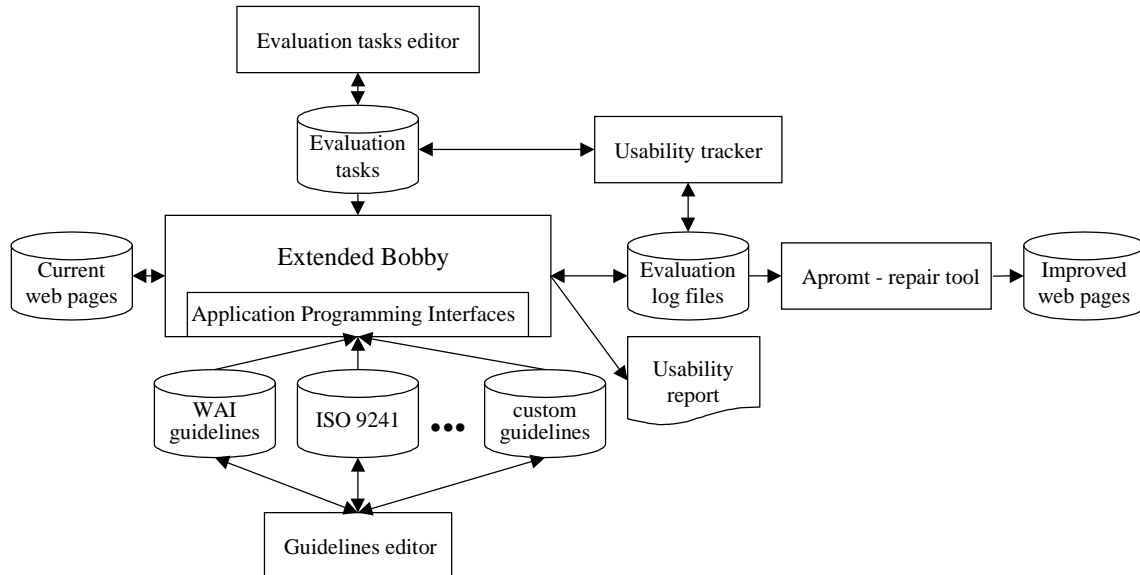 Evaluation tasks editor
Evaluation
tasks
Usability tracker
Current
web pages
Extended Bobby
Application Programming Interfaces
Evaluation
log files
Apromt - repair tool
Improved
web pages
Usability
report
WAI
guidelines
ISO 9241
•••
custom
guidelines
Guidelines editor